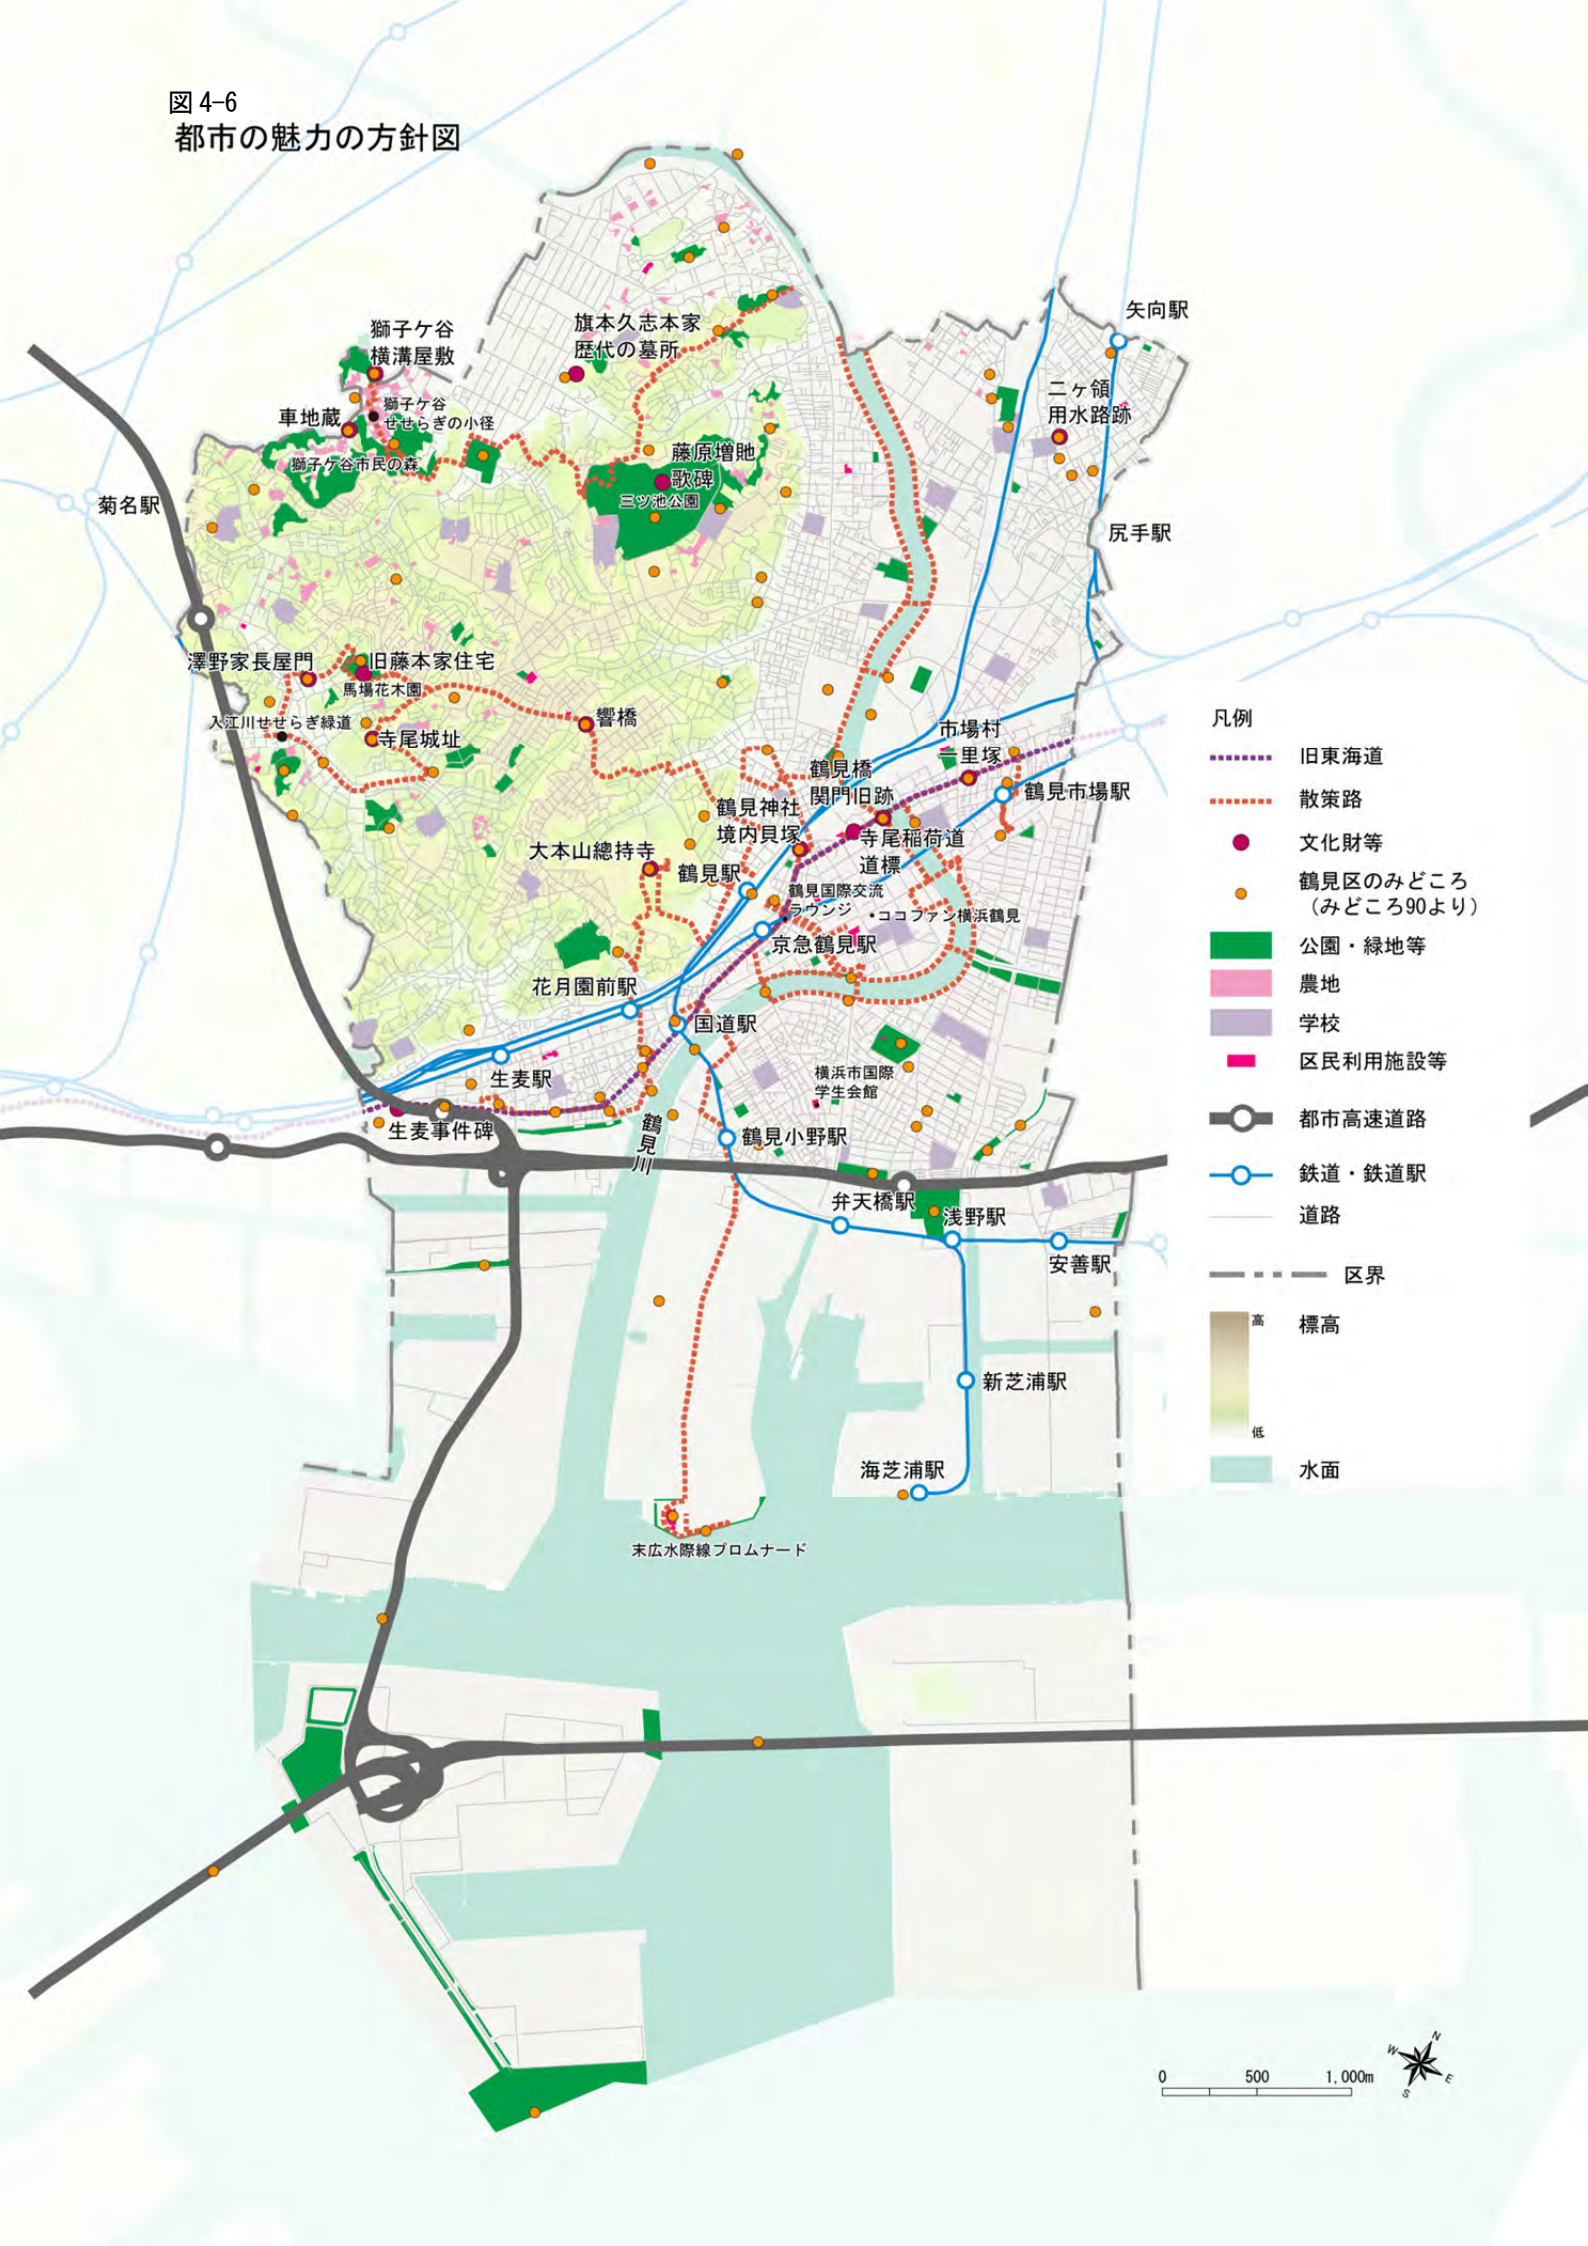 図4-6
都市の魅力の方針図
矢向駅
獅子ケ谷
横溝屋敷
旗本久志本家
歴代の墓所
車地蔵
獅子ケ谷
せせらぎの小径
二ヶ領
用水路跡
獅子ケ谷市民の森
藤原増賍
歌碑
三ツ池公園
菊名駅
尻手駅
澤野家長屋門
旧藤本家住宅
馬場花木園
入江川せせらぎ緑道
寺尾城址
響橋
市場村
一里塚
鶴見橋
関門旧跡
鶴見市場駅
鶴見神社
境内貝塚
寺尾稲荷道
道標
大本山總持寺
鶴見駅
鶴見国際交流
ラウンジ
・ココファン横浜鶴見
京急鶴見駅
花月園前駅
国道駅
生麦駅
横浜市国際
学生会館
生麦事件碑
鶴見川
鶴見小野駅
弁天橋駅
浅野駅
安善駅
新芝浦駅
海芝浦駅
末広水際線プロムナード
凡例
旧東海道
散策路
文化財等
鶴見区のみどころ
(みどころ90より)
公園・緑地等
農地
学校
区民利用施設等
都市高速道路
鉄道・鉄道駅
道路
区界
高
標高
低
水面
N
W
E
S
0 500 1,000m